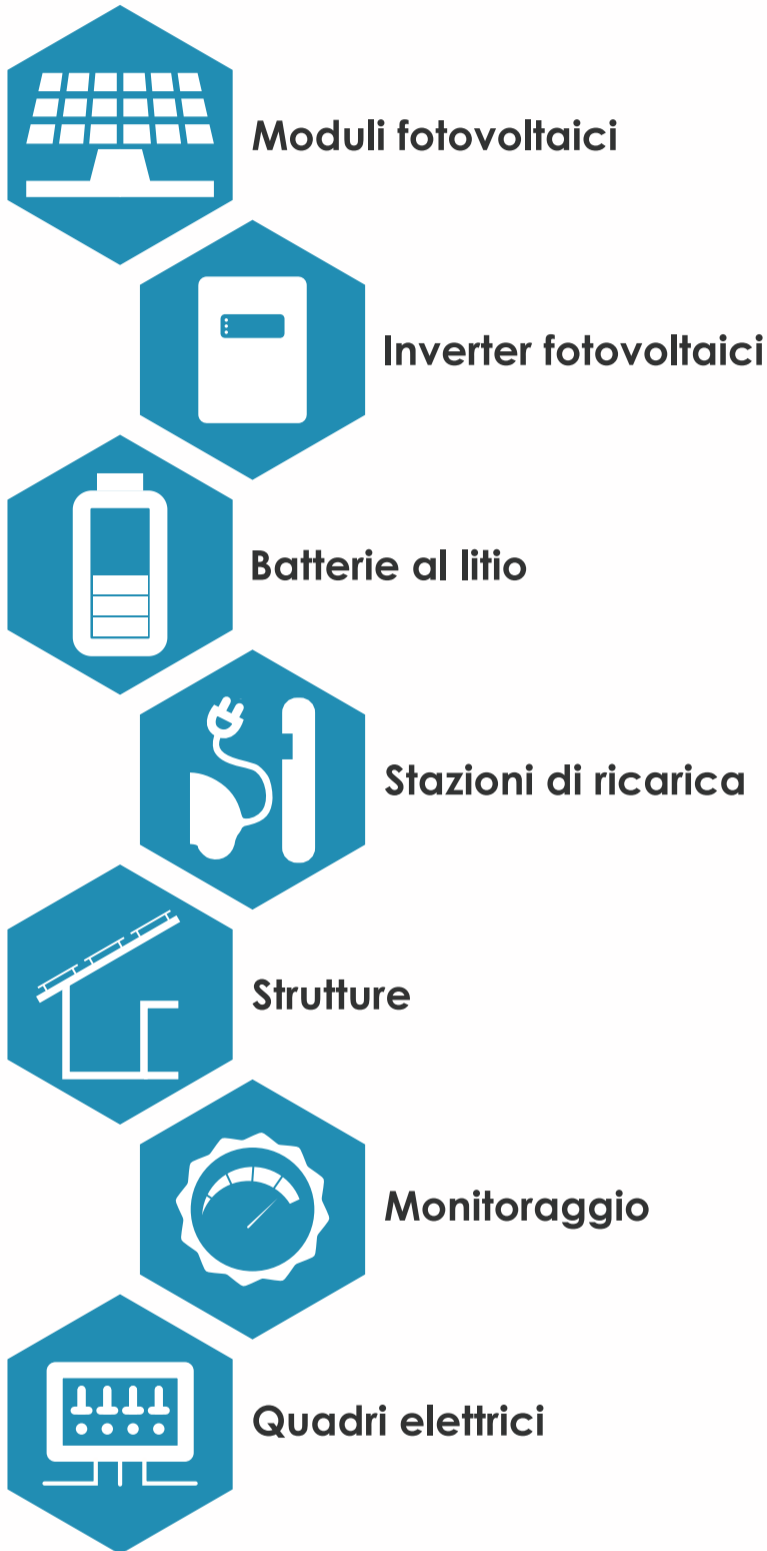 Moduli fotovoltaici
Inverter fotovoltaici
Batterie al litio
Stazioni di ricarica
Strutture
Monitoraggio
Quadri elettrici